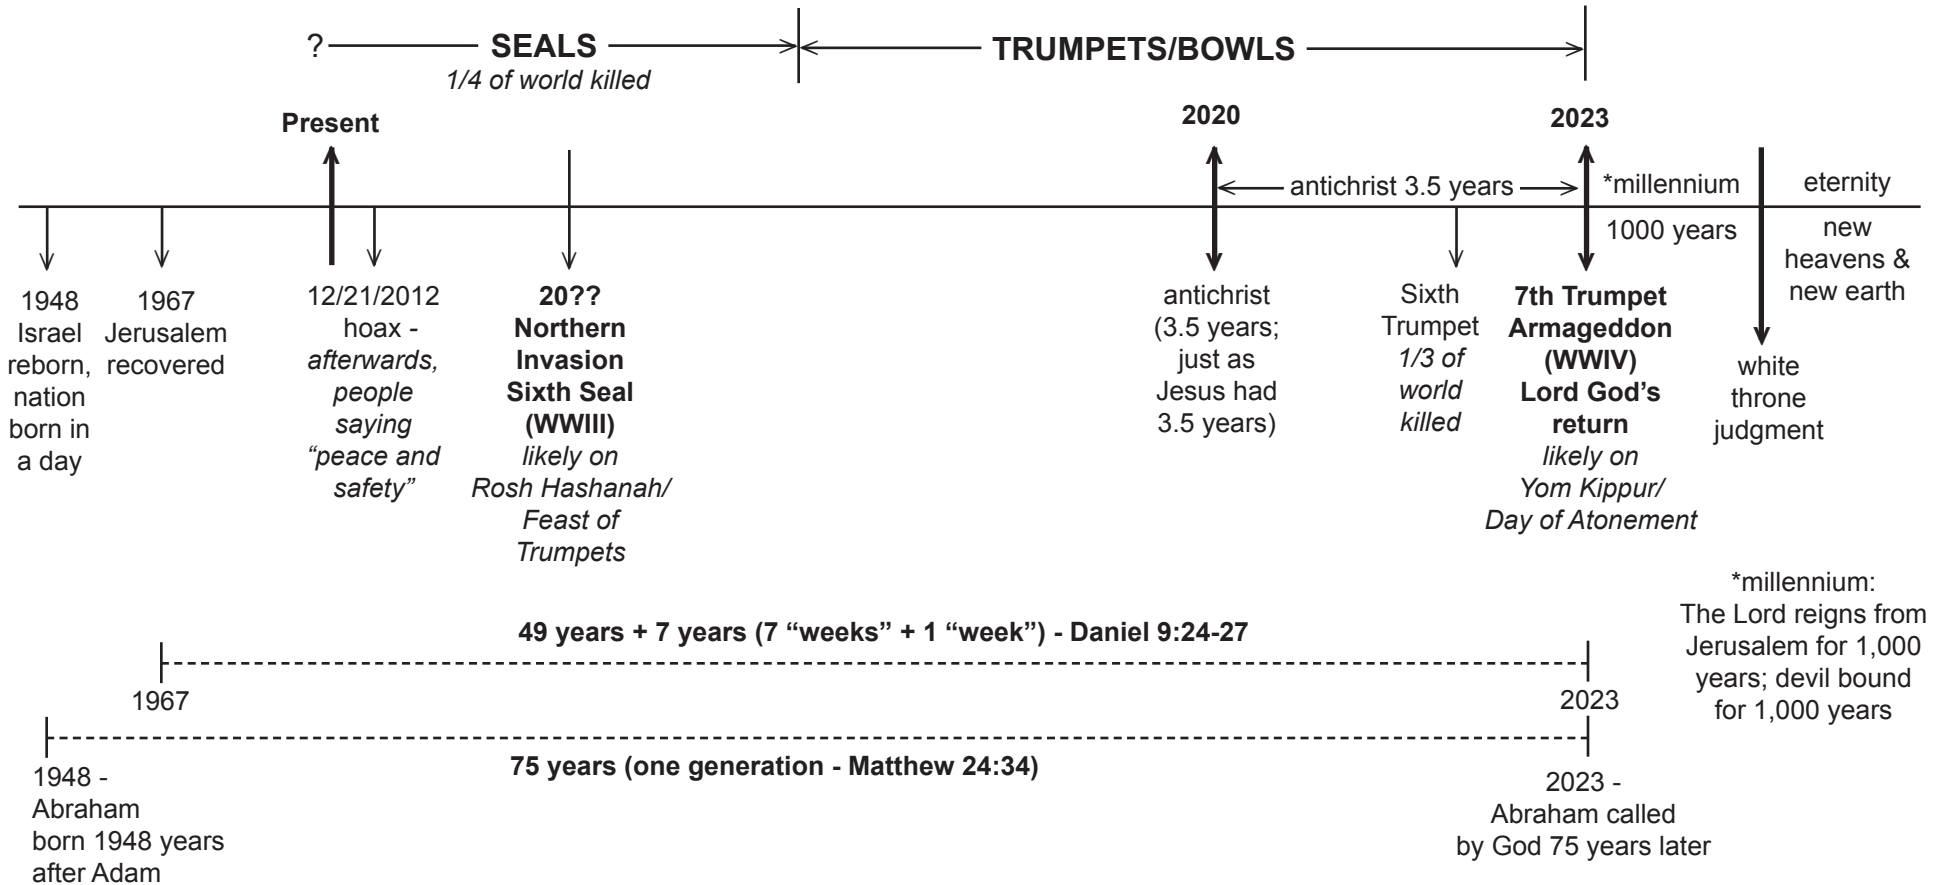 ?
SEALS
1/4 of world killed
TRUMPETS/BOWLS
Present
2020
2023
antichrist 3.5 years
*millennium
1000 years
eternity
new
heavens &
new earth
1948
Israel
reborn,
nation
born in
a day
1967
Jerusalem
recovered
12/21/2012
hoax -
afterwards,
people
saying
“peace and
safety”
20??
Northern
Invasion
Sixth Seal
(WWIII)
likely on
Rosh Hashanah/
Feast of
Trumpets
antichrist
(3.5 years;
just as
Jesus had
3.5 years)
Sixth
Trumpet
1/3 of
world
killed
7th Trumpet
Armageddon
(WWIV)
Lord God’s
return
likely on
Yom Kippur/
Day of Atonement
white
throne
judgment
*millennium:
The Lord reigns from
Jerusalem for 1,000
years; devil bound
for 1,000 years
49 years + 7 years (7 “weeks” + 1 “week”) - Daniel 9:24-27
1967
2023
75 years (one generation - Matthew 24:34)
1948 -
Abraham
born 1948 years
after Adam
2023 -
Abraham called
by God 75 years later